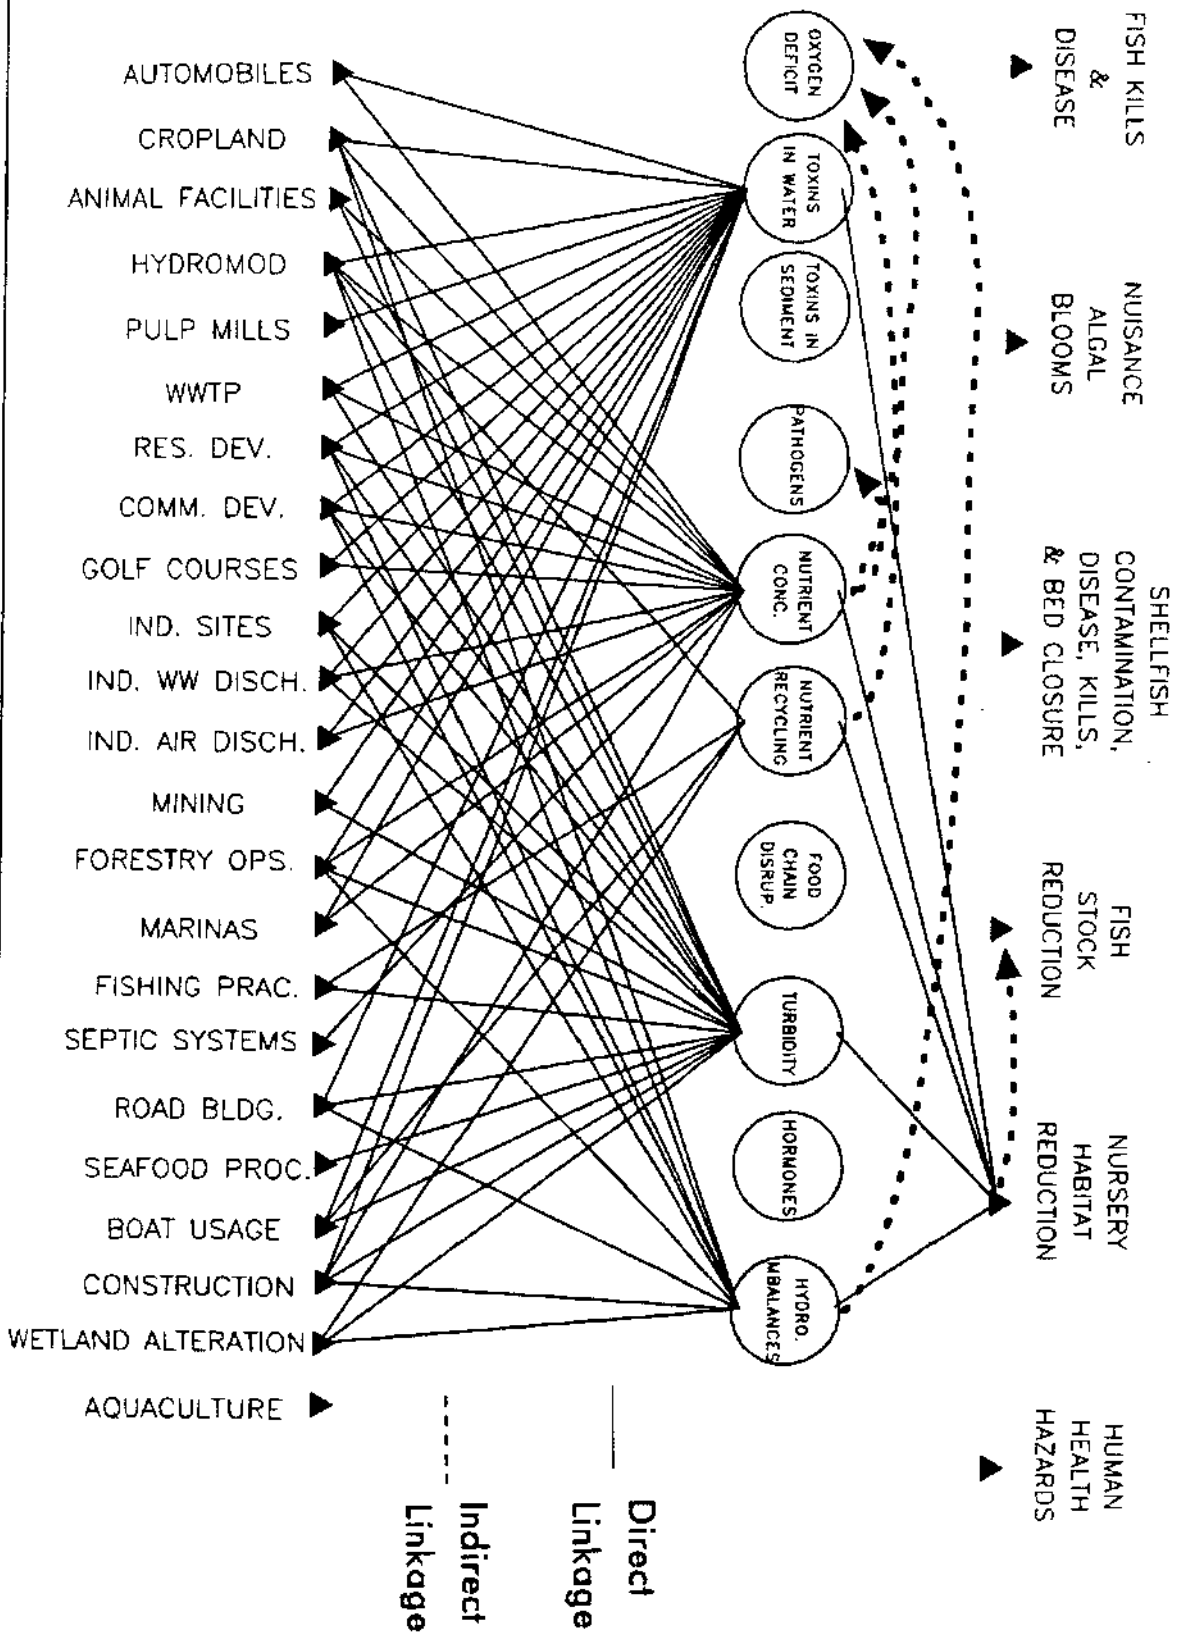 AUTOMOBILES
CROPLAND
ANIMAL FACILITIES
HYDROMOD
PULP MILLS
WWTP
RES. DEV.
COMM. DEV.
GOLF COURSES
IND. SITES
IND. WW DISCH.
IND. AIR DISCH.
MINING
FORESTRY OPS.
MARINAS
FISHING PRAC.
SEPTIC SYSTEMS
ROAD BLDG.
SEAFOOD PROC.
BOAT USAGE
CONSTRUCTION
WETLAND ALTERATION
AQUACULTURE
OXYGEN
DEFICIT
TOXINS
IN WATER
TOXINS IN
SEDIMENT
PATHOGENS
NUTRIENT
CONC.
NUTRIENT
RECYCLING
FOOD
CHAIN
DISRUP.
TURBIDITY
HORMONES
HYDRO.
IMBALANCES
FISH KILLS
&
DISEASE
NUISANCE
ALGAL
BLOOMS
SHELLFISH
CONTAMINATION,
DISEASE, KILLS,
& BED CLOSURE
FISH
STOCK
REDUCTION
NURSERY
HABITAT
REDUCTION
HUMAN
HEALTH
HAZARDS
Direct
Linkage
Indirect
Linkage